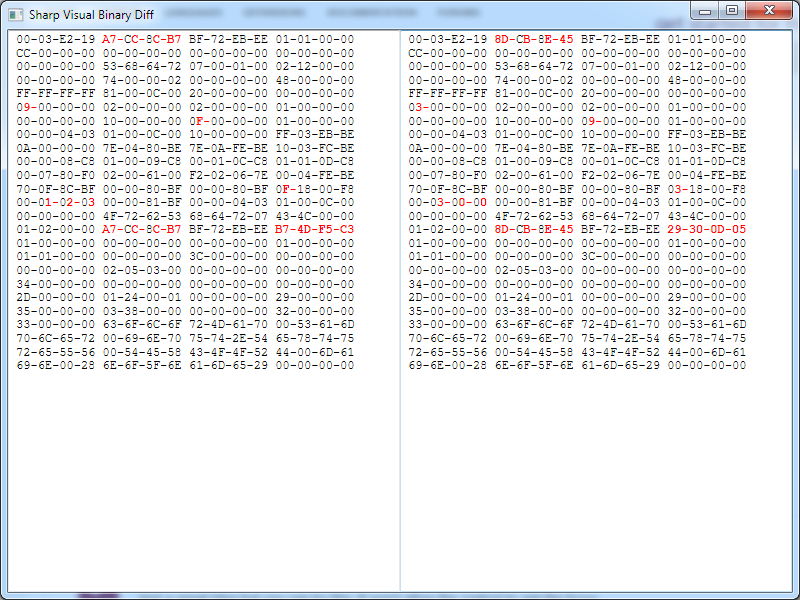 Sharp Visual Binary Diff
00-03-E2-19 A7-CC-8C-B7 BF-72-EB-EE 01-01-00-00
CC-00-00-00 00-00-00-00 00-00-00-00 00-00-00-00
00-00-00-00 53-68-64-72 07-00-01-00 02-12-00-00
00-00-00-00 74-00-00-02 00-00-00-00 48-00-00-00
FF-FF-FF-FF 81-00-0C-00 20-00-00-00 00-00-00-00
09-00-00-00 02-00-00-00 02-00-00-00 01-00-00-00
00-00-00-00 10-00-00-00 0F-00-00-00 01-00-00-00
00-00-04-03 01-00-0C-00 10-00-00-00 FF-03-EB-BE
0A-00-00-00 7E-04-80-BE 7E-0A-FE-BE 10-03-FC-BE
00-00-08-C8 01-00-09-C8 00-01-0C-C8 01-01-0D-C8
00-07-80-F0 02-00-61-00 F2-02-06-7E 00-04-FE-BE
70-0F-8C-BF 00-00-80-BF 00-00-80-BF 0F-18-00-F8
00-01-02-03 00-00-81-BF 00-00-04-03 01-00-0C-00
00-00-00-00 4F-72-62-53 68-64-72-07 43-4C-00-00
01-02-00-00 A7-CC-8C-B7 BF-72-EB-EE B7-4D-F5-C3
01-00-00-00 00-00-00-00 00-00-00-00 01-00-00-00
01-01-00-00 00-00-00-00 3C-00-00-00 00-00-00-00
00-00-00-00 02-05-03-00 00-00-00-00 00-00-00-00
34-00-00-00 00-00-00-00 00-00-00-00 00-00-00-00
2D-00-00-00 01-24-00-01 00-00-00-00 29-00-00-00
35-00-00-00 03-38-00-00 00-00-00-00 32-00-00-00
33-00-00-00 63-6F-6C-6F 72-4D-61-70 00-53-61-6D
70-6C-65-72 00-69-6E-70 75-74-2E-54 65-78-74-75
72-65-55-56 00-54-45-58 43-4F-4F-52 44-00-6D-61
69-6E-00-28 6E-6F-5F-6E 61-6D-65-29 00-00-00-00
00-03-E2-19 8D-CB-8E-45 BF-72-EB-EE 01-01-00-00
CC-00-00-00 00-00-00-00 00-00-00-00 00-00-00-00
00-00-00-00 53-68-64-72 07-00-01-00 02-12-00-00
00-00-00-00 74-00-00-02 00-00-00-00 48-00-00-00
FF-FF-FF-FF 81-00-0C-00 20-00-00-00 00-00-00-00
03-00-00-00 02-00-00-00 02-00-00-00 01-00-00-00
00-00-00-00 10-00-00-00 09-00-00-00 01-00-00-00
00-00-04-03 01-00-0C-00 10-00-00-00 FF-03-EB-BE
0A-00-00-00 7E-04-80-BE 7E-0A-FE-BE 10-03-FC-BE
00-00-08-C8 01-00-09-C8 00-01-0C-C8 01-01-0D-C8
00-07-80-F0 02-00-61-00 F2-02-06-7E 00-04-FE-BE
70-0F-8C-BF 00-00-80-BF 00-00-80-BF 03-18-00-F8
00-03-00-00 00-00-81-BF 00-00-04-03 01-00-0C-00
00-00-00-00 4F-72-62-53 68-64-72-07 43-4C-00-00
01-02-00-00 8D-CB-8E-45 BF-72-EB-EE 29-30-0D-05
01-00-00-00 00-00-00-00 00-00-00-00 01-00-00-00
01-01-00-00 00-00-00-00 3C-00-00-00 00-00-00-00
00-00-00-00 02-05-03-00 00-00-00-00 00-00-00-00
34-00-00-00 00-00-00-00 00-00-00-00 00-00-00-00
2D-00-00-00 01-24-00-01 00-00-00-00 29-00-00-00
35-00-00-00 03-38-00-00 00-00-00-00 32-00-00-00
33-00-00-00 63-6F-6C-6F 72-4D-61-70 00-53-61-6D
70-6C-65-72 00-69-6E-70 75-74-2E-54 65-78-74-75
72-65-55-56 00-54-45-58 43-4F-4F-52 44-00-6D-61
69-6E-00-28 6E-6F-5F-6E 61-6D-65-29 00-00-00-00